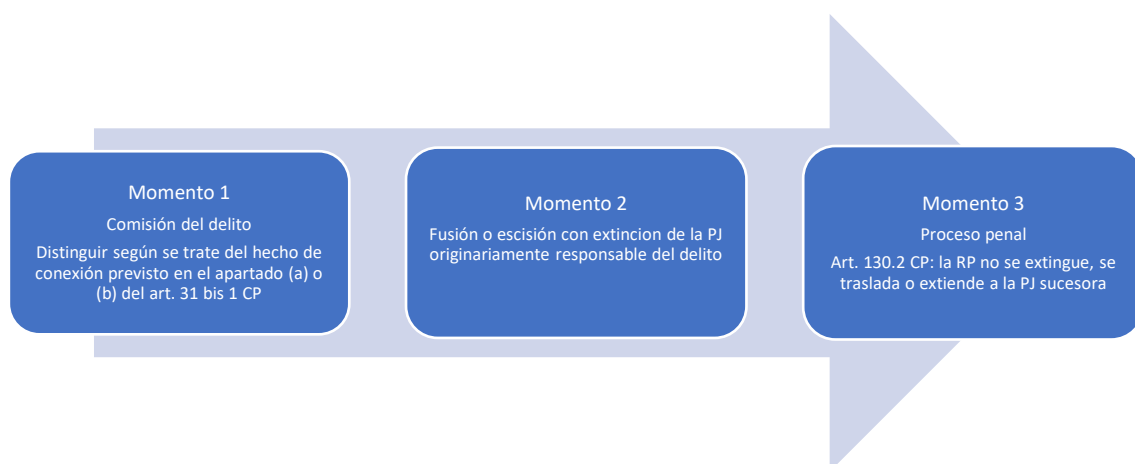 Momento 1
Comisión del delito
Distinguir según se trate del hecho de
conexión previsto en el apartado (a) o
(b) del art. 31 bis 1 CP
Momento 2
Fusión o escisión con extincion de la PJ
originariamente responsable del delito
Momento 3
Proceso penal
Art. 130.2 CP: la RP no se extingue, se
traslada o extiende a la PJ sucesora